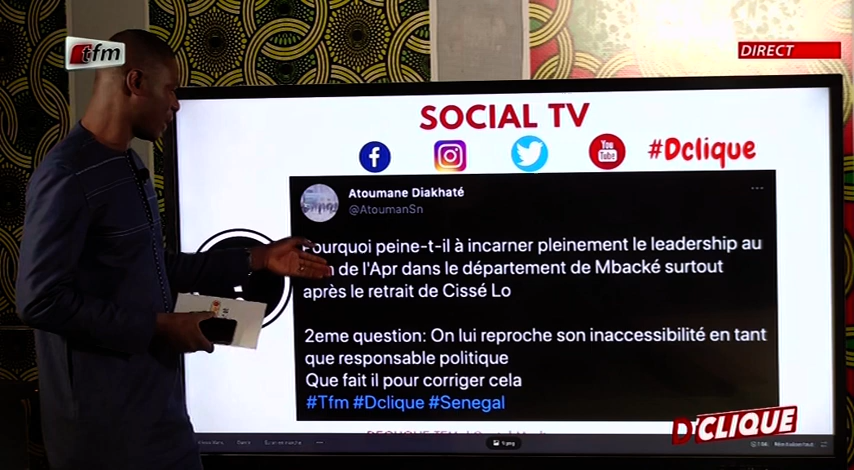 tfm
DIRECT
SOCIAL TV
You Tube #Dclique
Atoumane Diakhaté
@AtoumanSn
Pourquoi peine-t-il à incarner pleinement le leadership au
de l'Apr dans le département de Mbacké surtout
après le retrait de Cissé Lo
2eme question: On lui reproche son inaccessibilité en tant
que responsable politique
Que fait il pour corriger cela
#Tfm #Dclique #Senegal
D'CLIQUE